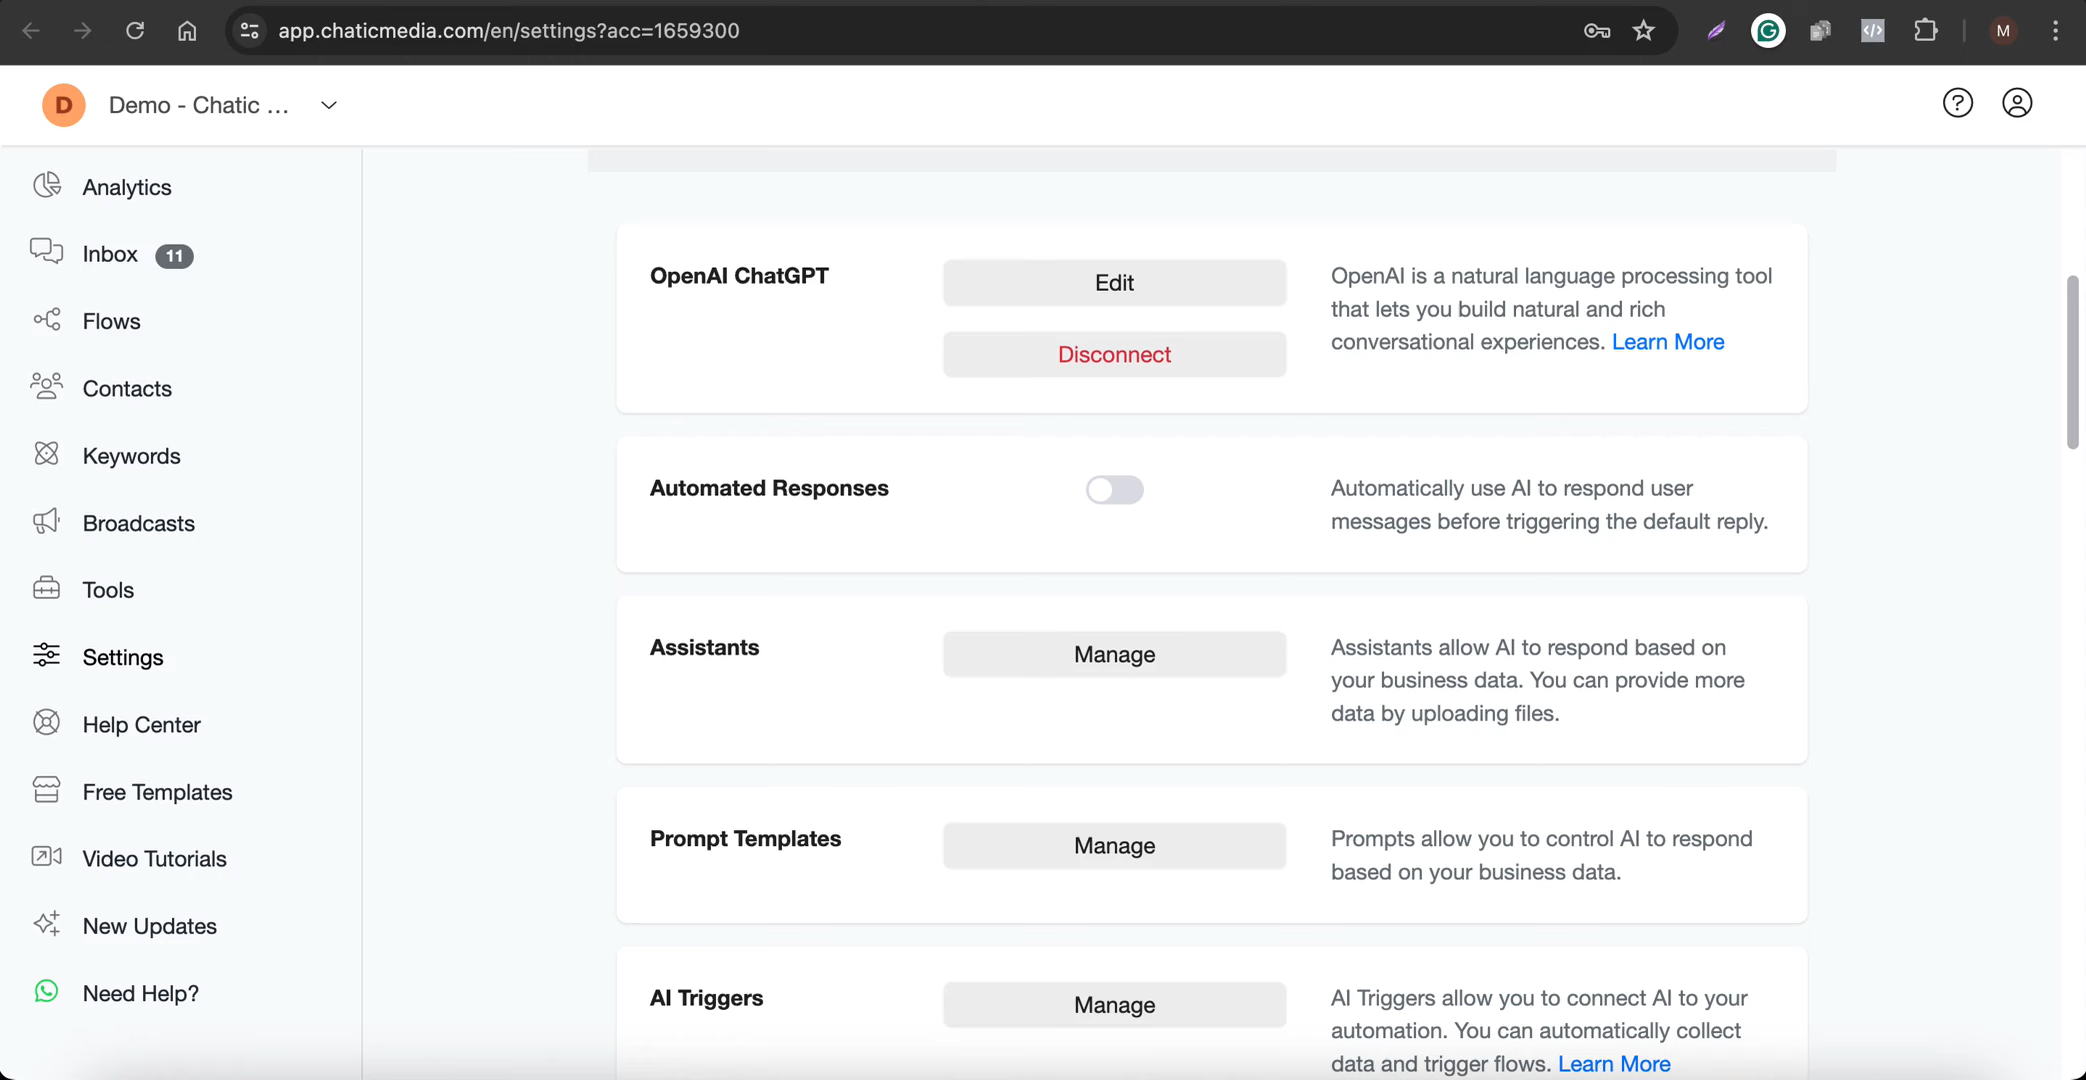 app.chaticmedia.com/en/settings?acc=1659300
M
D
Demo - Chatic ...
Analytics
Inbox 11
Flows
Contacts
Keywords
Broadcasts
Tools
Settings
Help Center
Free Templates
Video Tutorials
New Updates
Need Help?
OpenAI ChatGPT
Edit
Disconnect
OpenAI is a natural language processing tool
that lets you build natural and rich
conversational experiences. Learn More
Automated Responses
Automatically use AI to respond user
messages before triggering the default reply.
Assistants
Manage
Assistants allow AI to respond based on
your business data. You can provide more
data by uploading files.
Prompt Templates
Manage
Prompts allow you to control AI to respond
based on your business data.
AI Triggers
Manage
AI Triggers allow you to connect AI to your
automation. You can automatically collect
data and trigger flows. Learn More